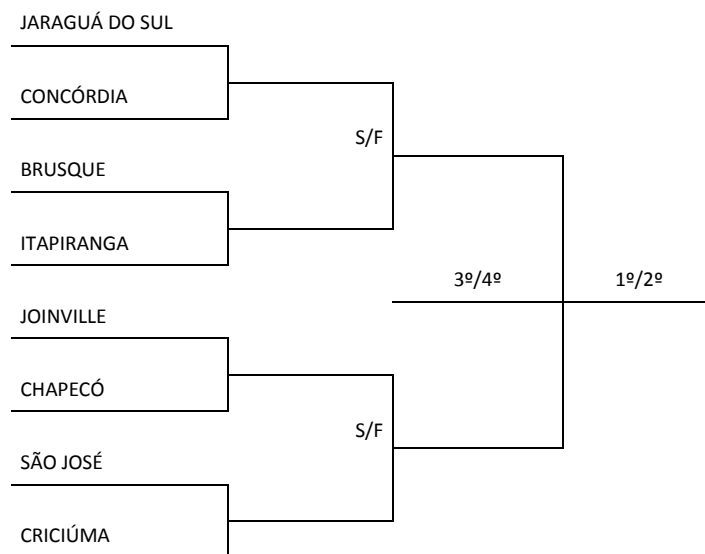 JARAGUÁ DO SUL
CONCÓRDIA
S/F
BRUSQUE
ITAPIRANGA
3º/4º
1º/2º
JOINVILLE
CHAPECÓ
S/F
SÃO JOSÉ
CRICIÚMA